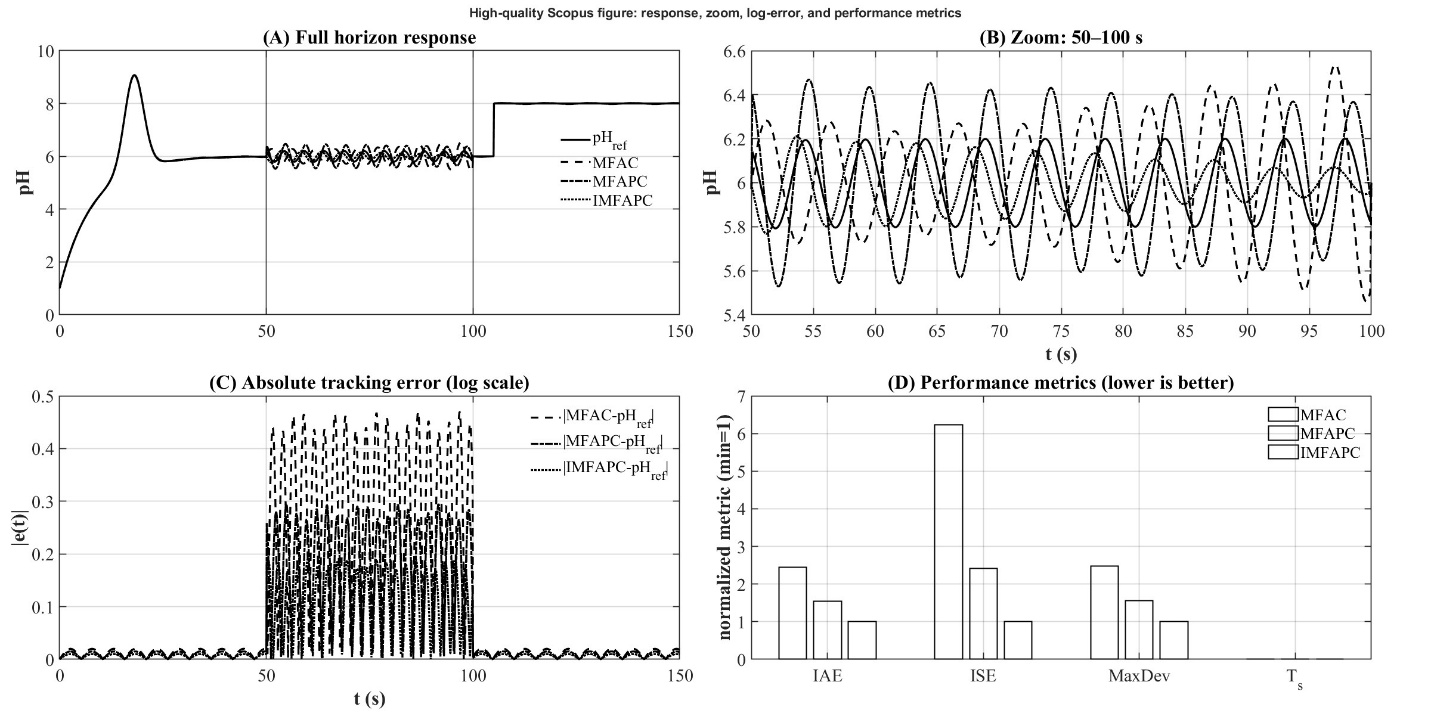 High-quality Scopus figure: response, zoom, log-error, and performance metrics
(A) Full horizon response
10
8
6
4
2
0
pH
0 50 100 150
pH_ref
MFAC
MFAPC
IMFAPC
(B) Zoom: 50–100 s
6.6
6.4
6.2
6
5.8
5.6
5.4
pH
50 55 60 65 70 75 80 85 90 95 100
t (s)
(C) Absolute tracking error (log scale)
0.5
0.4
0.3
0.2
0.1
0
|e(t)|
0 50 100 150
t (s)
|MFAC-pH_ref|
|MFAPC-pH_ref|
|IMFAPC-pH_ref|
(D) Performance metrics (lower is better)
7
6
5
4
3
2
1
0
normalized metric (min=1)
IAE ISE MaxDev T_s
MFAC
MFAPC
IMFAPC